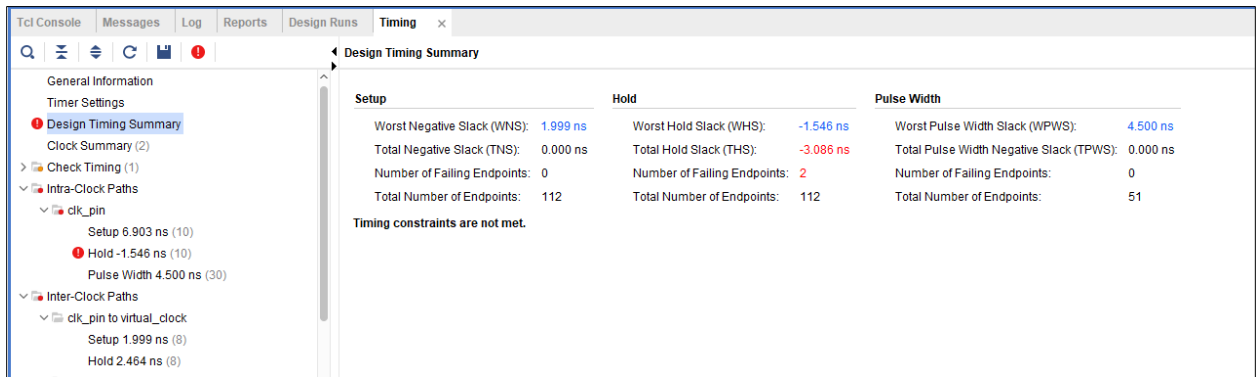 Tcl Console Messages Log Reports Design Runs Timing ×
Design Timing Summary
General Information
Timer Settings
Design Timing Summary
Clock Summary (2)
Check Timing (1)
Intra-Clock Paths
clk_pin
Setup 6.903 ns (10)
Hold -1.546 ns (10)
Pulse Width 4.500 ns (30)
Inter-Clock Paths
clk_pin to virtual_clock
Setup 1.999 ns (8)
Hold 2.464 ns (8)
Setup Hold Pulse Width
Worst Negative Slack (WNS): 1.999 ns Worst Hold Slack (WHS): -1.546 ns Worst Pulse Width Slack (WPWS): 4.500 ns
Total Negative Slack (TNS): 0.000 ns Total Hold Slack (THS): -3.086 ns Total Pulse Width Negative Slack (TPWS): 0.000 ns
Number of Failing Endpoints: 0 Number of Failing Endpoints: 2 Number of Failing Endpoints: 0
Total Number of Endpoints: 112 Total Number of Endpoints: 112 Total Number of Endpoints: 51
Timing constraints are not met.